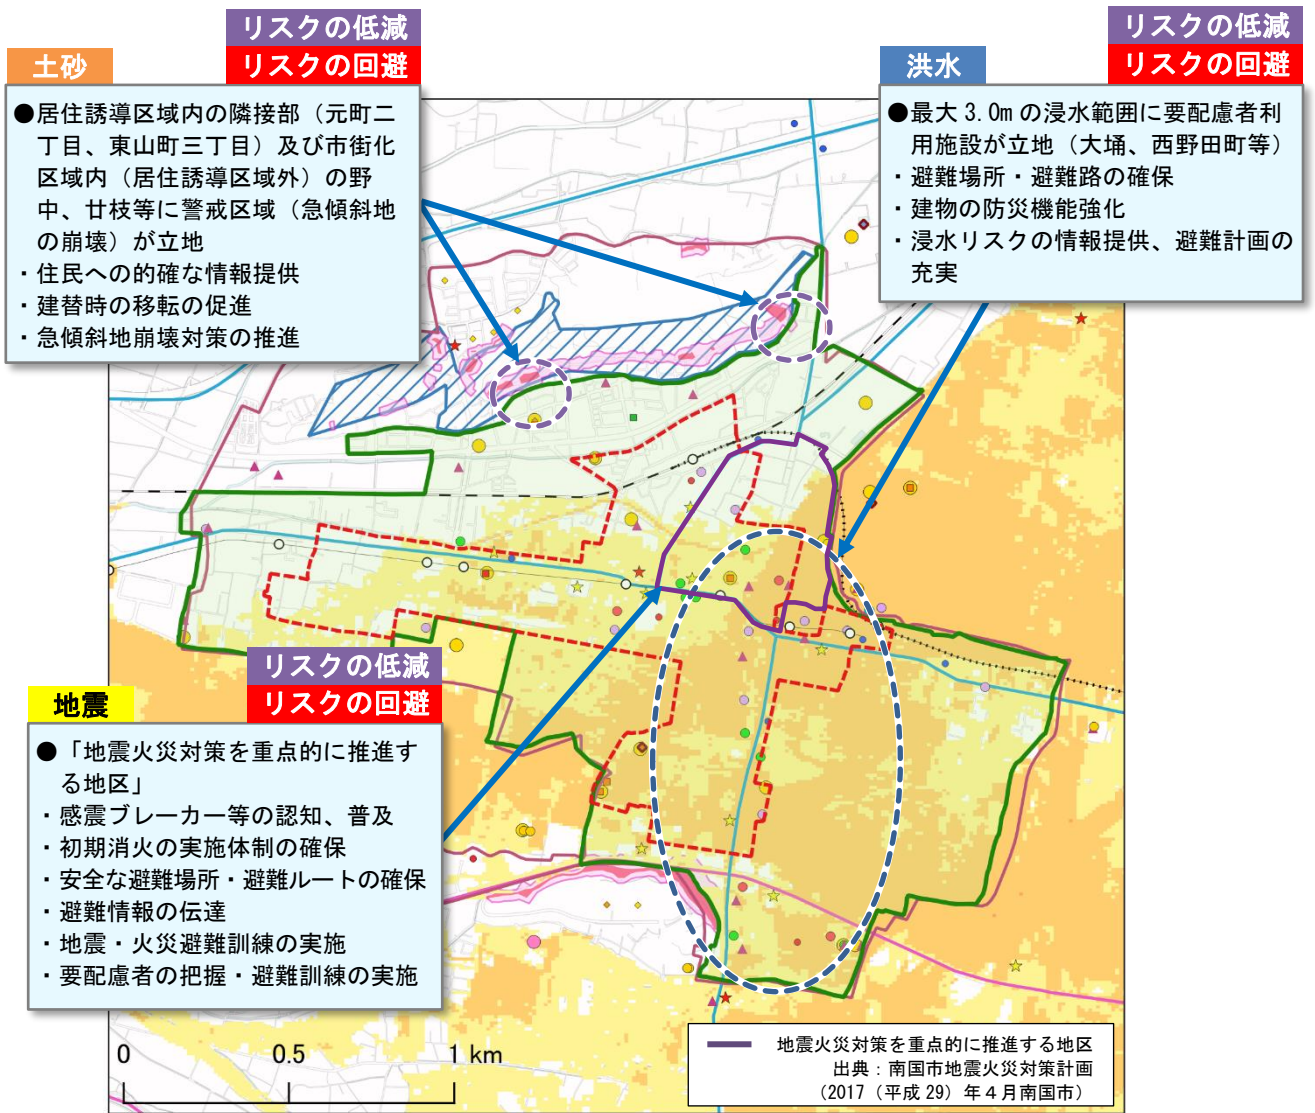 リスクの低減
リスクの回避
土砂
●居住誘導区域内の隣接部（元町二
丁目、東山町三丁目）及び市街化
区域内（居住誘導区域外）の野
中、廿枝等に警戒区域（急傾斜地
の崩壊）が立地
・住民への的確な情報提供
・建替時の移転の促進
・急傾斜地崩壊対策の推進
リスクの低減
リスクの回避
洪水
●最大 3.0m の浸水範囲に要配慮者利
用施設が立地（大埇、西野田町等）
・避難場所・避難路の確保
・建物の防災機能強化
・浸水リスクの情報提供、避難計画の
充実
リスクの低減
リスクの回避
地震
●「地震火災対策を重点的に推進す
る地区」
・感震ブレーカー等の認知、普及
・初期消火の実施体制の確保
・安全な避難場所・避難ルートの確保
・避難情報の伝達
・地震・火災避難訓練の実施
・要配慮者の把握・避難訓練の実施
0 0.5 1 km
地震火災対策を重点的に推進する地区
出典：南国市地震火災対策計画
（2017（平成 29）年４月南国市）